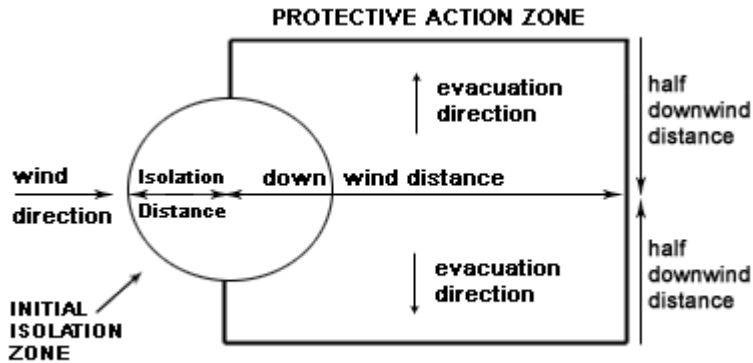 PROTECTIVE ACTION ZONE
evacuation
direction
half
downwind
distance
wind
direction
Isolation
Distance
down wind distance
evacuation
direction
half
downwind
distance
INITIAL
ISOLATION
ZONE